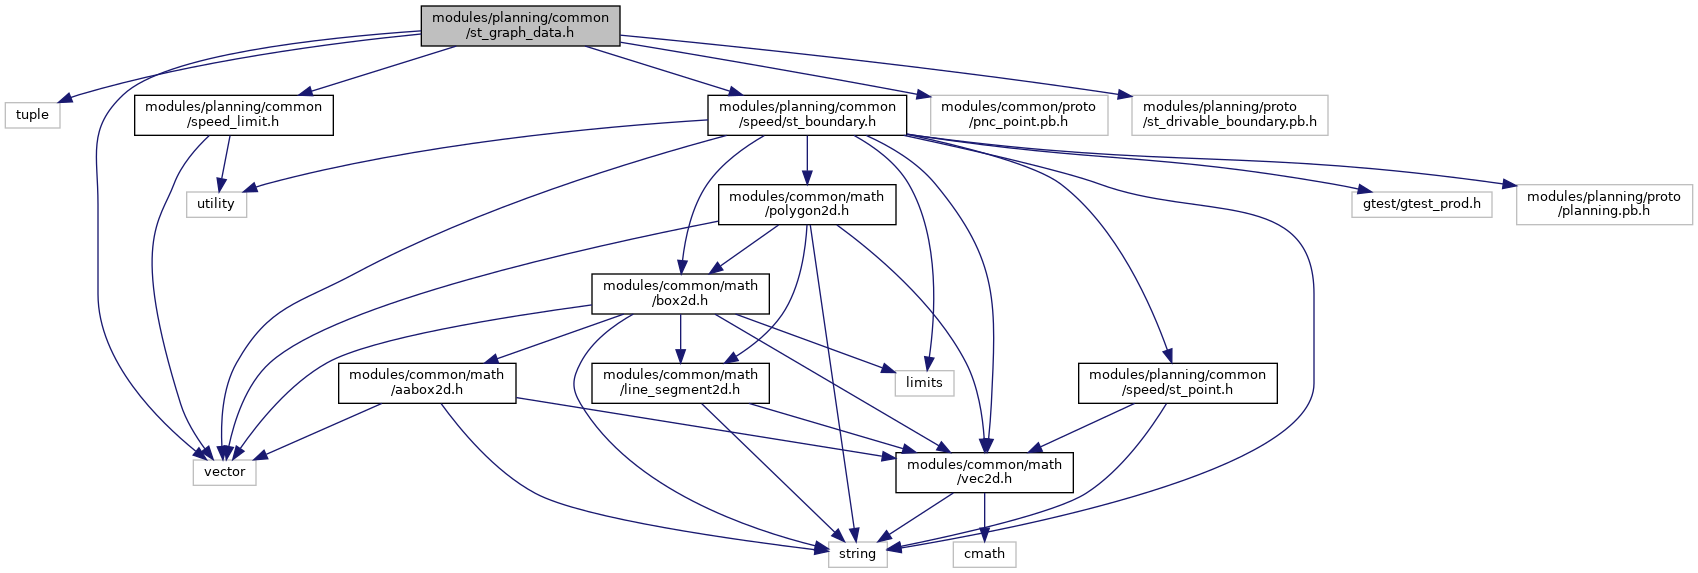 modules/planning/common
/st_graph_data.h
tuple
modules/planning/common
/speed_limit.h
modules/planning/common
/speed/st_boundary.h
modules/common/proto
/pnc_point.pb.h
modules/planning/proto
/st_drivable_boundary.pb.h
utility
modules/common/math
/polygon2d.h
gtest/gtest_prod.h
modules/planning/proto
/planning.pb.h
modules/common/math
/box2d.h
modules/common/math
/aabox2d.h
modules/common/math
/line_segment2d.h
limits
modules/planning/common
/speed/st_point.h
vector
modules/common/math
/vec2d.h
string
cmath